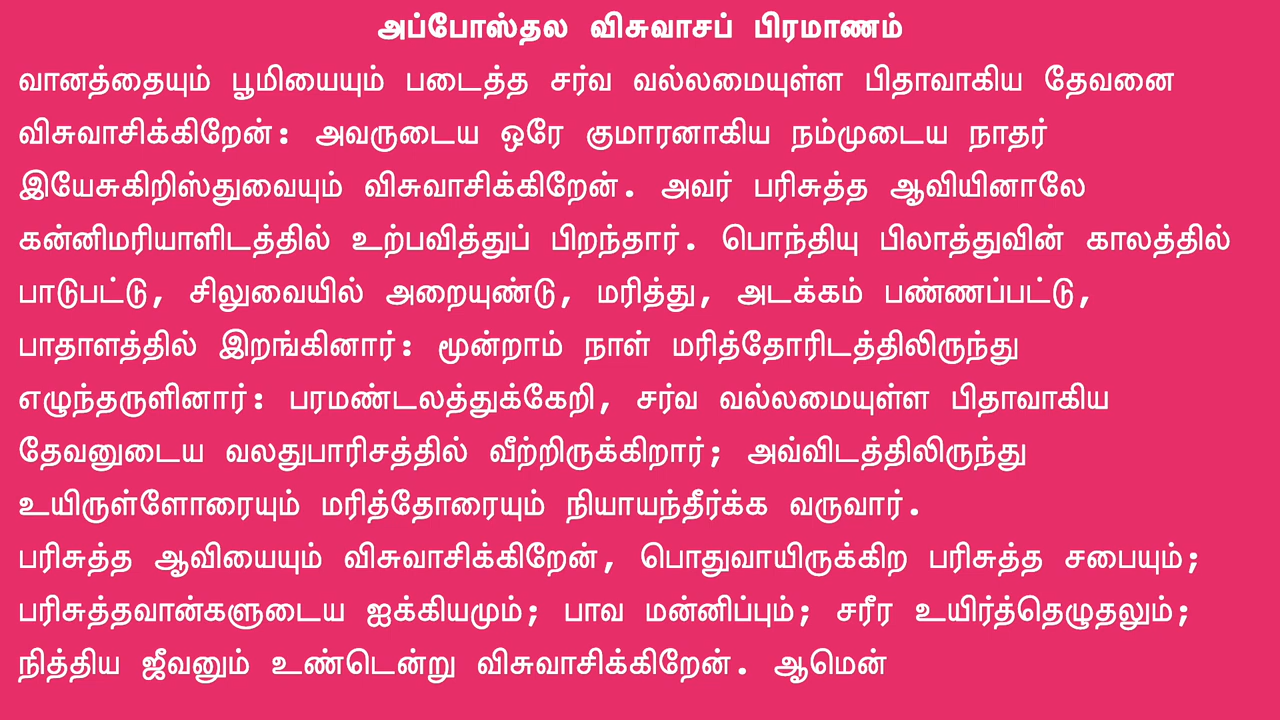 அப்போஸ்தல விசுவாசப் பிரமாணம்
வானத்தையும் பூமியையும் படைத்த சர்வ வல்லமையுள்ள பிதாவாகிய தேவனை
விசுவாசிக்கிறேன்: அவருடைய ஒரே குமாரனாகிய நம்முடைய நாதர்
இயேசுகிறிஸ்துவையும் விசுவாசிக்கிறேன். அவர் பரிசுத்த ஆவியினாலே
கன்னிமரியாளிடத்தில் உற்பவித்துப் பிறந்தார். பொந்தியு பிலாத்துவின் காலத்தில்
பாடுபட்டு, சிலுவையில் அறையுண்டு, மரித்து, அடக்கம் பண்ணப்பட்டு,
பாதாளத்தில் இறங்கினார்: மூன்றாம் நாள் மரித்தோரிடத்திலிருந்து
எழுந்தருளினார்: பரமண்டலத்துக்கேறி, சர்வ வல்லமையுள்ள பிதாவாகிய
தேவனுடைய வலதுபாரிசத்தில் வீற்றிருக்கிறார்; அவ்விடத்திலிருந்து
உயிருள்ளோரையும் மரித்தோரையும் நியாயந்தீர்க்க வருவார்.
பரிசுத்த ஆவியையும் விசுவாசிக்கிறேன், பொதுவாயிருக்கிற பரிசுத்த சபையும்;
பரிசுத்தவான்களுடைய ஐக்கியமும்; பாவ மன்னிப்பும்; சரீர உயிர்த்தெழுதலும்;
நித்திய ஜீவனும் உண்டென்று விசுவாசிக்கிறேன். ஆமென்